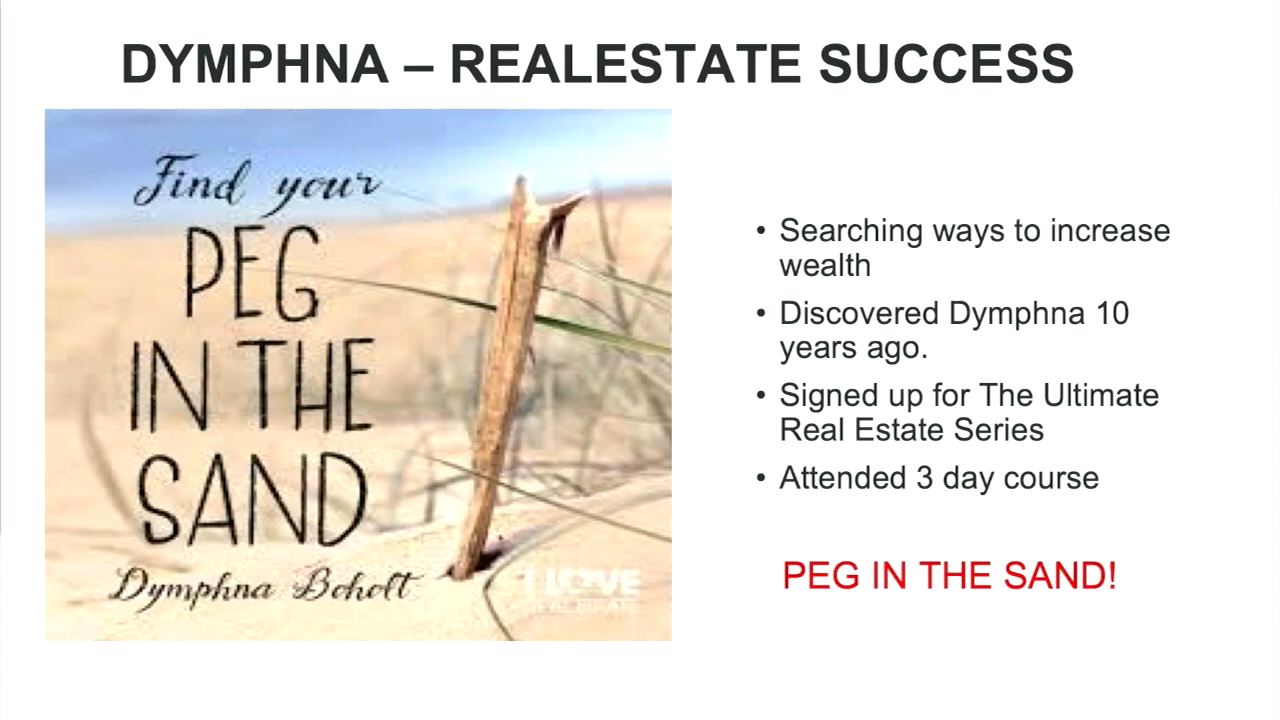 DYMPHNA – REALESTATE SUCCESS
Find your
PEG
IN THE
SAND
Dymphna Boholt
I LOVE
• Searching ways to increase
wealth
• Discovered Dymphna 10
years ago.
• Signed up for The Ultimate
Real Estate Series
• Attended 3 day course
PEG IN THE SAND!